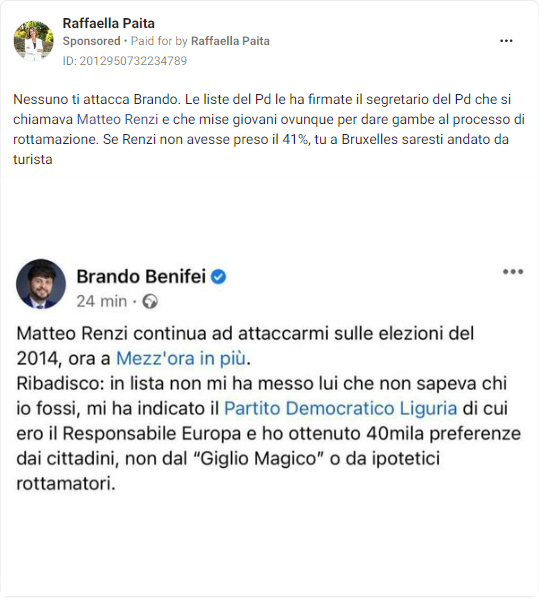 Raffaella Paita
Sponsored • Paid for by Raffaella Paita
ID: 2012950732234789
Nessuno ti attacca Brando. Le liste del Pd le ha firmate il segretario del Pd che si
chiamava Matteo Renzi e che mise giovani ovunque per dare gambe al processo di
rottamazione. Se Renzi non avesse preso il 41%, tu a Bruxelles saresti andato da
turista
Brando Benifei
24 min ·
Matteo Renzi continua ad attaccarmi sulle elezioni del
2014, ora a Mezz'ora in più.
Ribadisco: in lista non mi ha messo lui che non sapeva chi
io fossi, mi ha indicato il Partito Democratico Liguria di cui
ero il Responsabile Europa e ho ottenuto 40mila preferenze
dai cittadini, non dal “Giglio Magico” o da ipotetici
rottamatori.